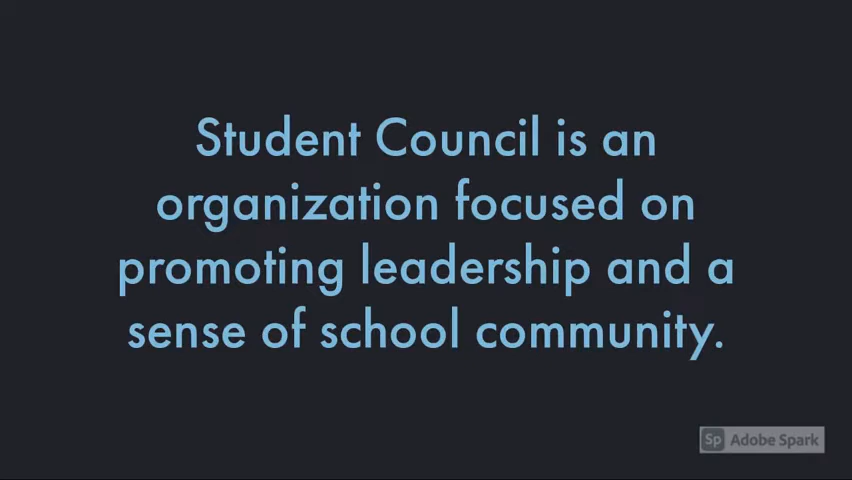 Student Council is an
organization focused on
promoting leadership and a
sense of school community.
Sp Adobe Spark